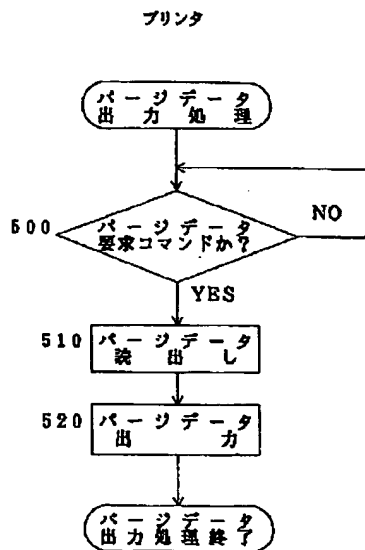 プリンタ
パージデータ
出力処理
500
パージデータ
要求コマンドか？
NO
YES
510
パージデータ
読出し
520
パージデータ
出力
パージデータ
出力処理終了